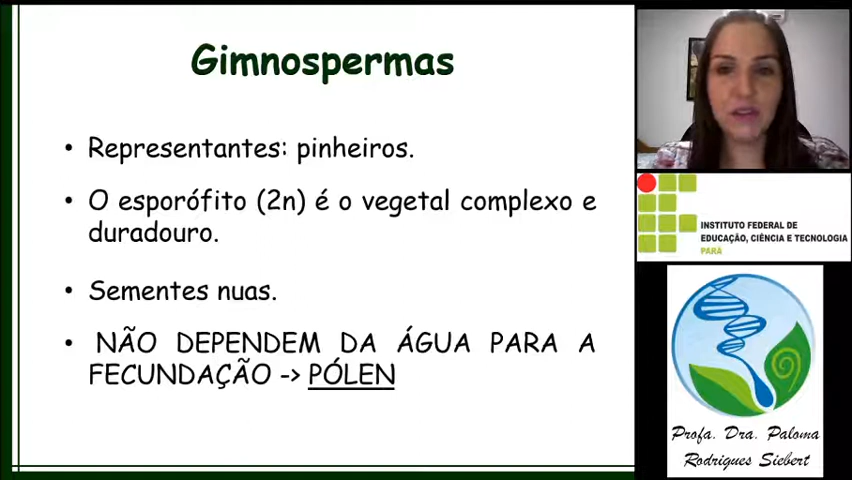 Gimnospermas
• Representantes: pinheiros.
• O esporófito (2n) é o vegetal complexo e
duradouro.
• Sementes nuas.
• NÃO DEPENDEM DA ÁGUA PARA A
FECUNDAÇÃO -> PÓLEN
INSTITUTO FEDERAL DE
EDUCAÇÃO, CIÊNCIA E TECNOLOGIA
PARÁ
Profa. Dra. Paloma
Rodrigues Siebert